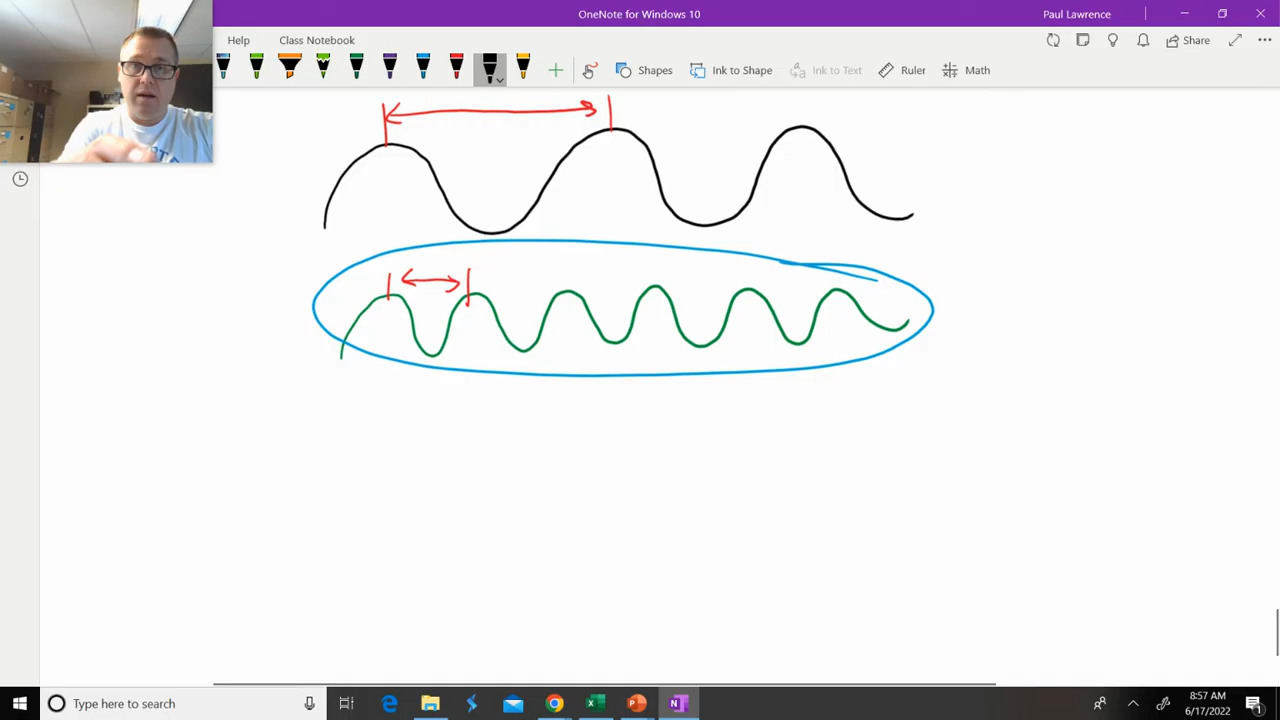 OneNote for Windows 10
Paul Lawrence
Help
Class Notebook
Share
Shapes
Ink to Shape
Ink to Text
Ruler
Math
Type here to search
8:57 AM
6/17/2022